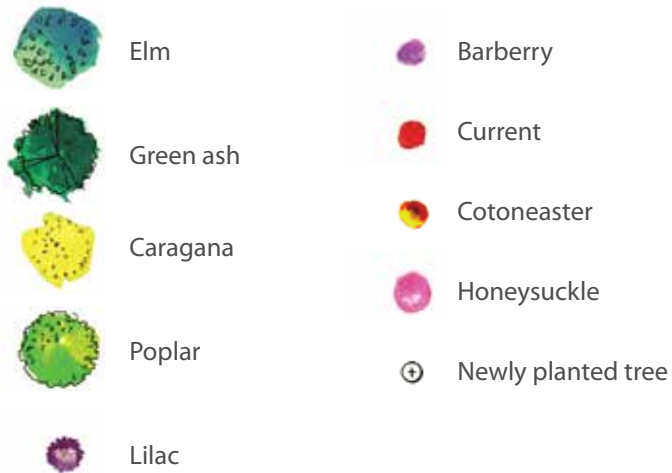 Elm
Green ash
Caragana
Poplar
Lilac
Barberry
Current
Cotoneaster
Honeysuckle
Newly planted tree